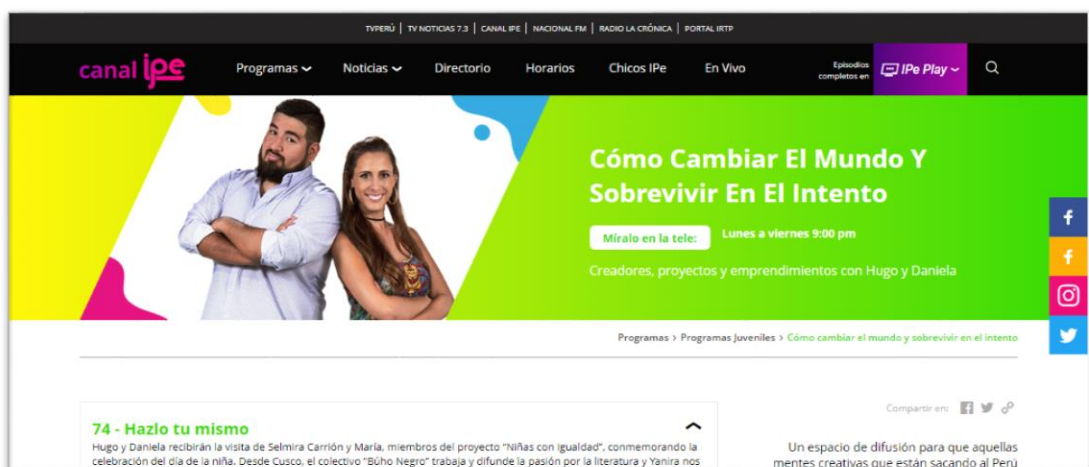 TVPERÚ | TV NOTICIAS 7.3 | CANAL IPE | NACIONAL FM | RADIO LA CRÓNICA | PORTAL IRTP
canal ipe Programas Noticias Directorio Horarios Chicos IPe En Vivo Episodios completos en IPe Play
Cómo Cambiar El Mundo Y
Sobrevivir En El Intento
Míralo en la tele: Lunes a viernes 9:00 pm
Creadores, proyectos y emprendimientos con Hugo y Daniela
Programas > Programas Juveniles > Cómo cambiar el mundo y sobrevivir en el intento
Compartir en:
74 - Hazlo tu mismo
Hugo y Daniela recibirán la visita de Selmira Carrión y María, miembros del proyecto "Niñas con igualdad", conmemorando la
celebración del día de la niña. Desde Cusco, el colectivo "Búho Negro" trabaja y difunde la pasión por la literatura y Yanira nos
Un espacio de difusión para que aquellas
mentes creativas que están sacando al Perú